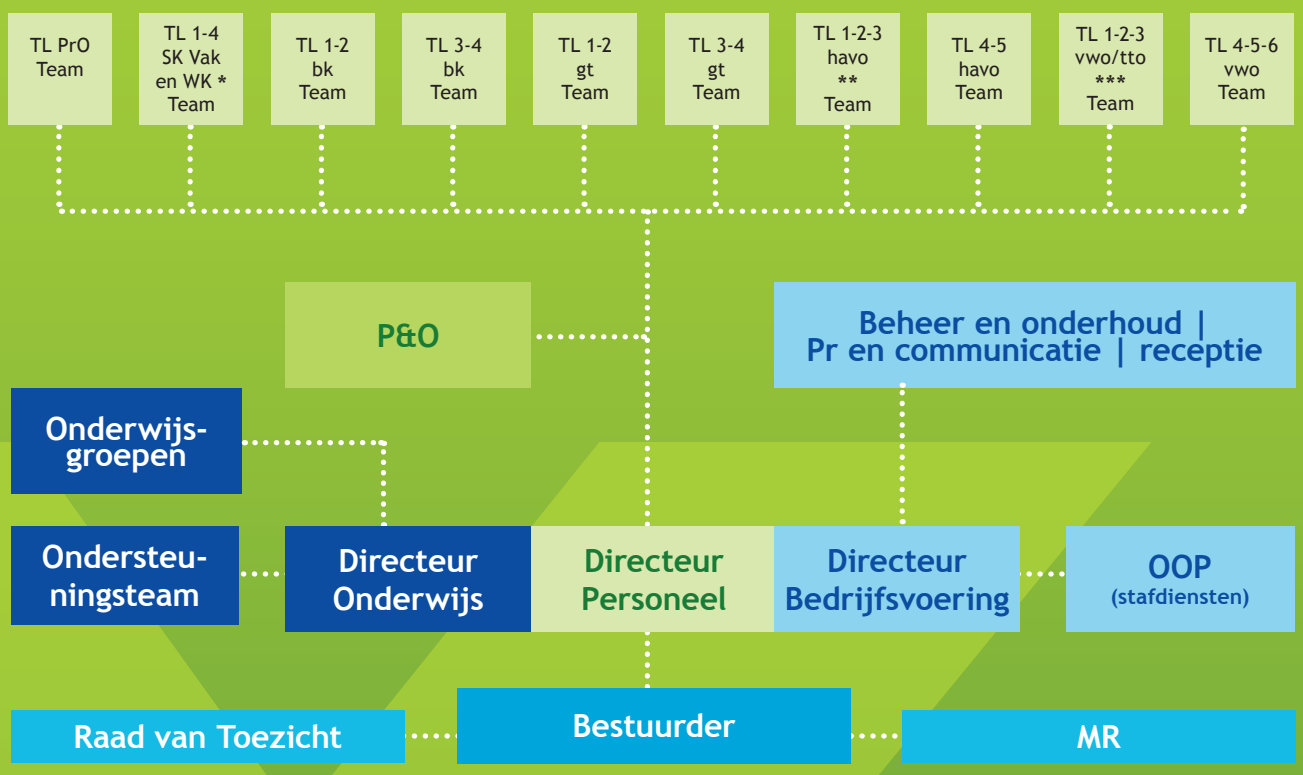 TL PrO
Team
TL 1-4
SK Vak
en WK *
Team
TL 1-2
bk
Team
TL 3-4
bk
Team
TL 1-2
gt
Team
TL 3-4
gt
Team
TL 1-2-3
havo
**
Team
TL 4-5
havo
Team
TL 1-2-3
vwo/tto
***
Team
TL 4-5-6
vwo
Team
P&O
Beheer en onderhoud |
Pr en communicatie | receptie
Onderwijs-
groepen
Ondersteu-
ningsteam
Directeur
Onderwijs
Directeur
Personeel
Directeur
Bedrijfsvoering
OOP
(stafdiensten)
Raad van Toezicht
Bestuurder
MR